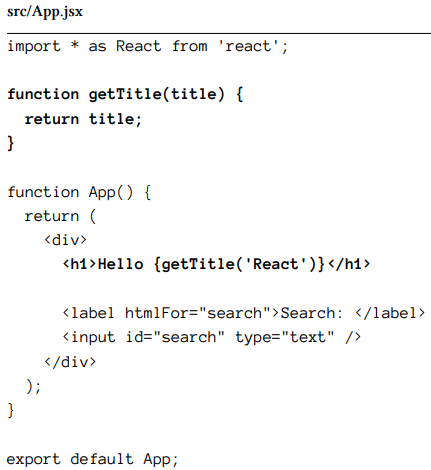 src/App.jsx
import * as React from 'react';
function getTitle(title) {
  return title;
}
function App() {
  return (
    <div>
      <h1>Hello {getTitle('React')}</h1>
      <label htmlFor="search">Search: </label>
      <input id="search" type="text" />
    </div>
  );
}
export default App;